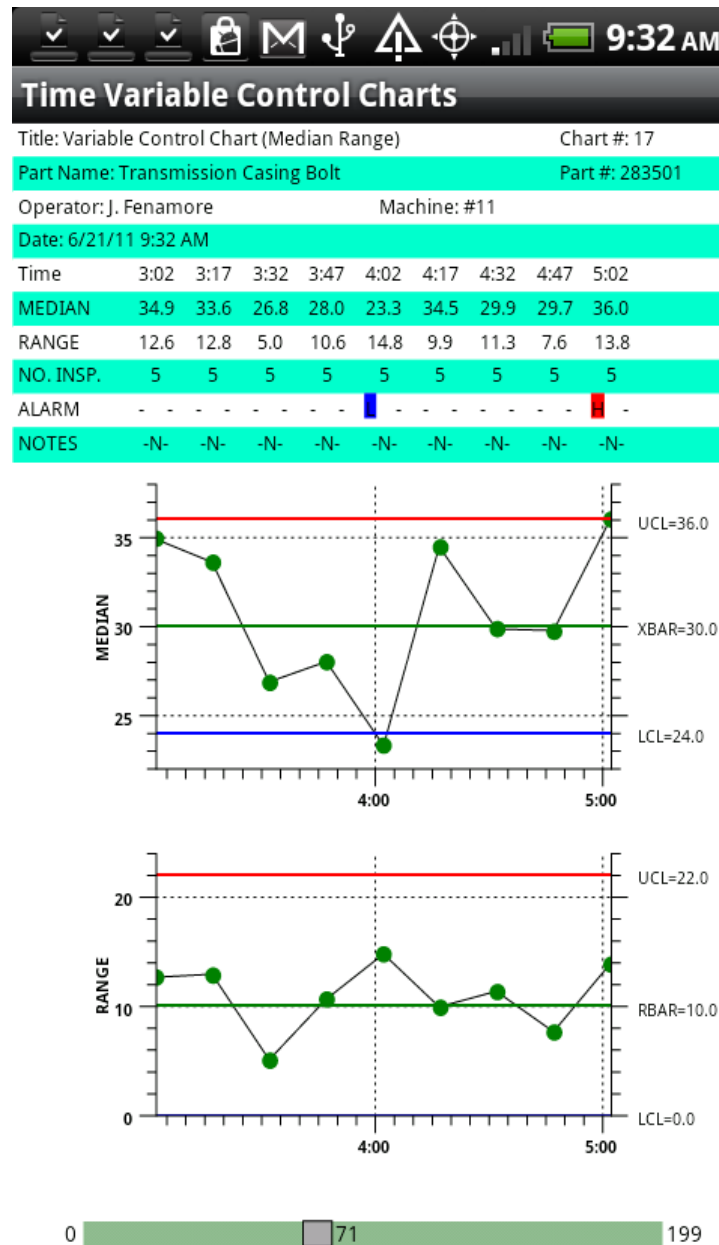 9:32 AM
Time Variable Control Charts
Title: Variable Control Chart (Median Range) Chart #: 17
Part Name: Transmission Casing Bolt Part #: 283501
Operator: J. Fenamore Machine: #11
Date: 6/21/11 9:32 AM
Time 3:02 3:17 3:32 3:47 4:02 4:17 4:32 4:47 5:02
MEDIAN 34.9 33.6 26.8 28.0 23.3 34.5 29.9 29.7 36.0
RANGE 12.6 12.8 5.0 10.6 14.8 9.9 11.3 7.6 13.8
NO. INSP. 5 5 5 5 5 5 5 5 5
ALARM - - - - - - - - L - - - - - - - H -
NOTES -N- -N- -N- -N- -N- -N- -N- -N- -N-
UCL=36.0
35
MEDIAN
30
XBAR=30.0
25
LCL=24.0
4:00 5:00
UCL=22.0
20
RANGE
10
RBAR=10.0
0
LCL=0.0
4:00 5:00
0 71 199